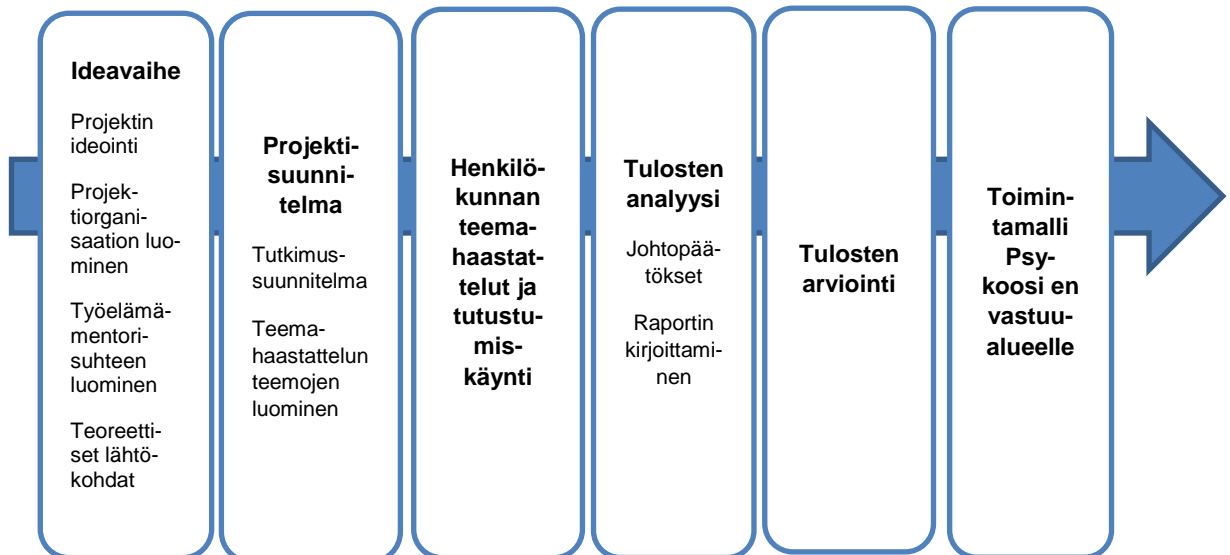 Ideavaihe
Projektin
ideointi
Projek-
tiorgani-
saation luo-
minen
Työelämä-
mentori-
suhteen
luominen
Teoreetti-
set lähtö-
kohdat
Projekti-
suunni-
telma
Tutkimus-
suunnitelma
Teema-
haastattelun
teemojen
luominen
Henkilö-
kunnan
teema-
haastat-
telut ja
tutustu-
mis-
käynti
Tulosten
analyysi
Johtopää-
tökset
Raportin
kirjoittami-
nen
Tulosten
arviointi
Toimin-
tamalli
Psy-
koosi en
vastuu-
alueelle